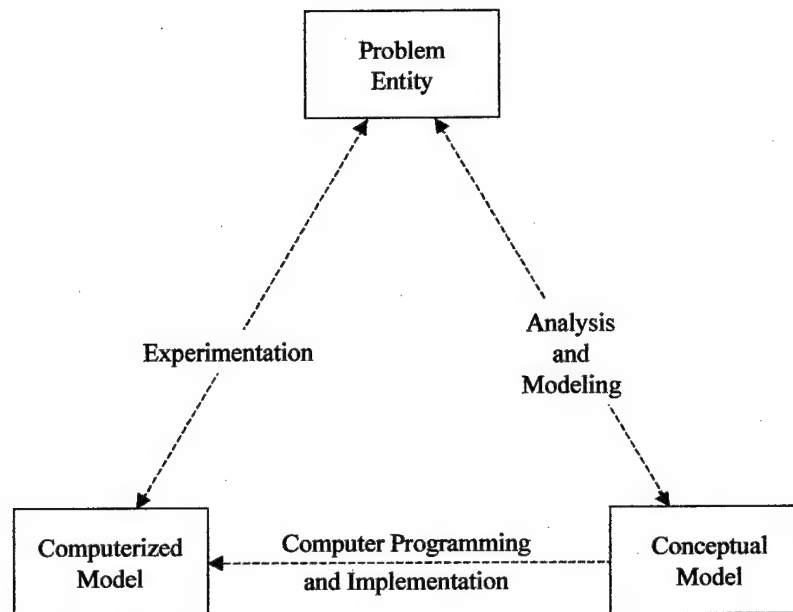 Problem
Entity
Experimentation
Analysis
and
Modeling
Computerized
Model
Computer Programming
and Implementation
Conceptual
Model